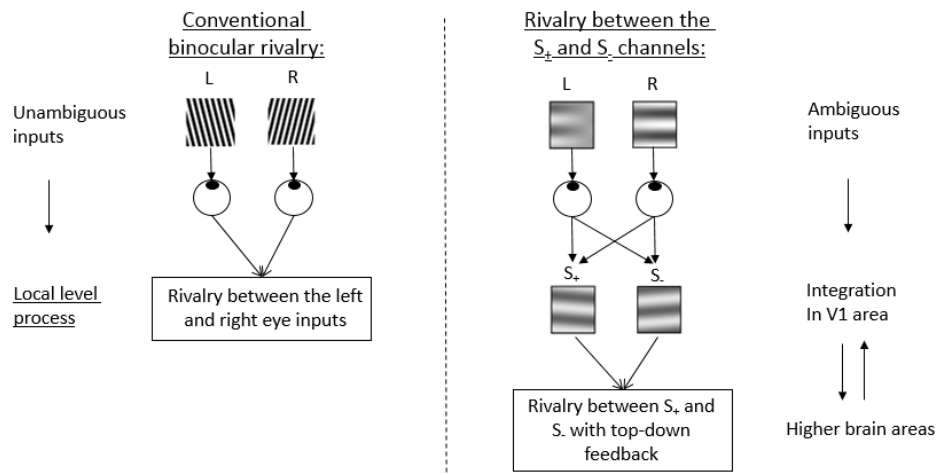 Conventional
binocular rivalry:
L R
Unambiguous
inputs
Local level
process
Rivalry between the left
and right eye inputs
Rivalry between the
S+ and S- channels:
L R
Ambiguous
inputs
S+ S-
Integration
In V1 area
Rivalry between S+ and
S- with top-down
feedback
Higher brain areas